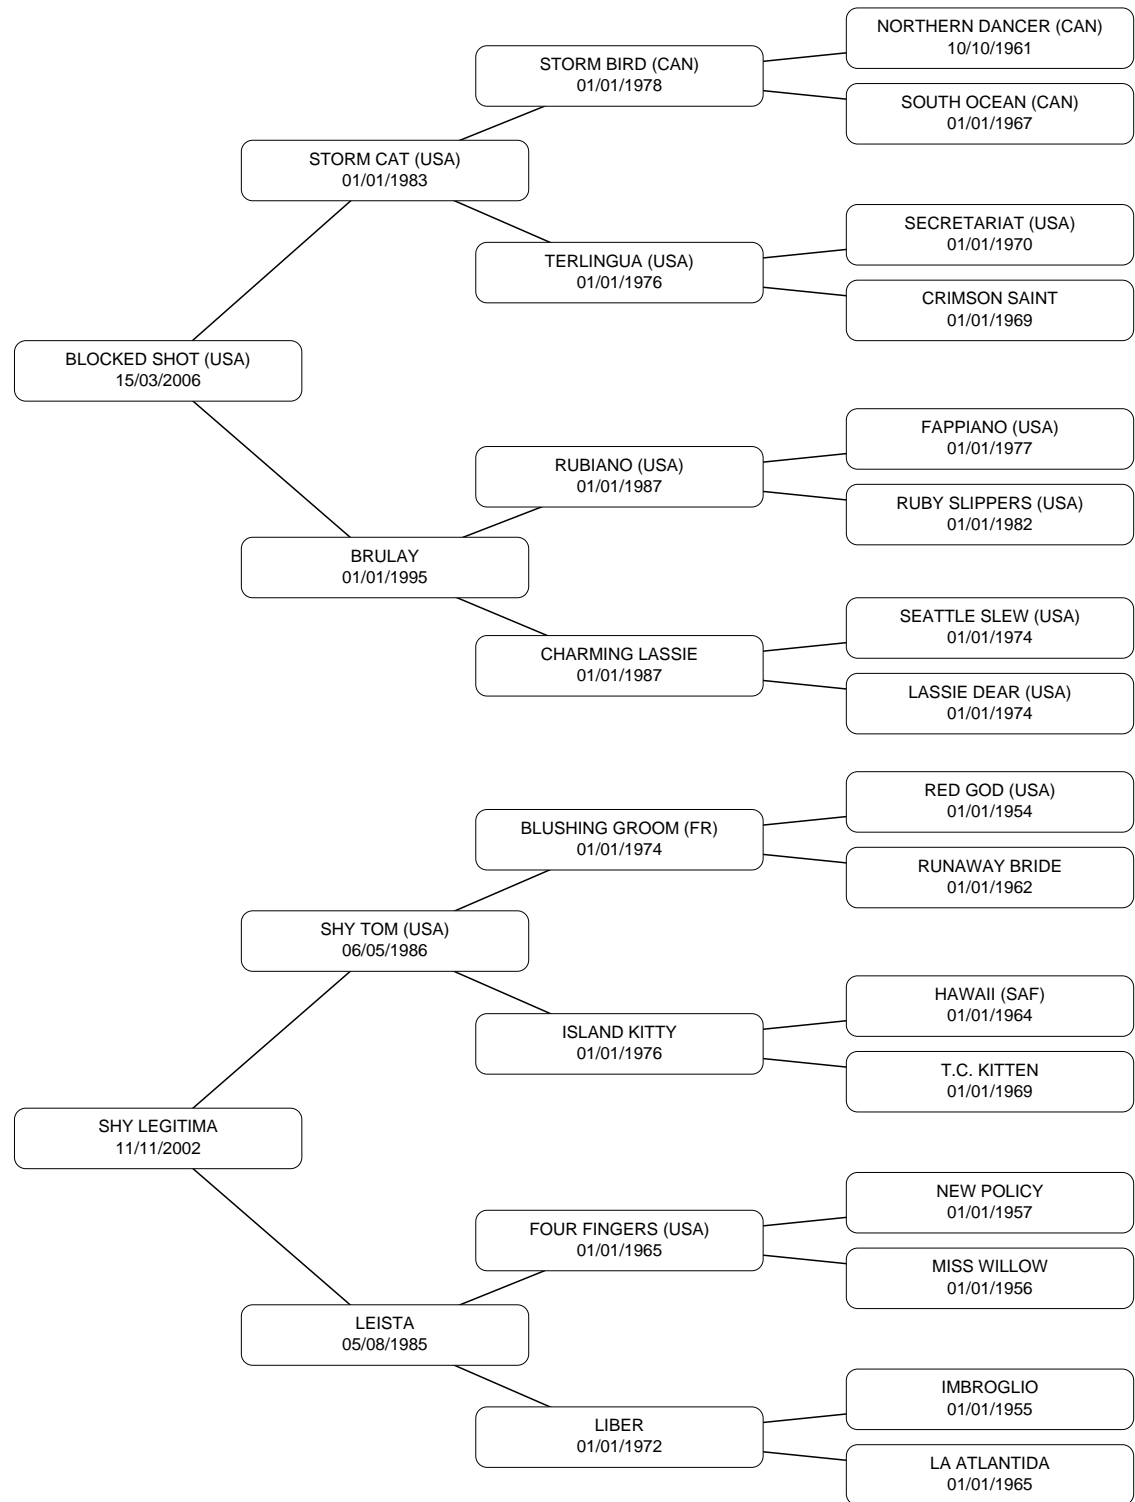 NORTHERN DANCER (CAN)
10/10/1961
STORM BIRD (CAN)
01/01/1978
SOUTH OCEAN (CAN)
01/01/1967
STORM CAT (USA)
01/01/1983
SECRETARIAT (USA)
01/01/1970
TERLINGUA (USA)
01/01/1976
CRIMSON SAINT
01/01/1969
BLOCKED SHOT (USA)
15/03/2006
FAPPIANO (USA)
01/01/1977
RUBIANO (USA)
01/01/1987
RUBY SLIPPERS (USA)
01/01/1982
BRULAY
01/01/1995
SEATTLE SLEW (USA)
01/01/1974
CHARMING LASSIE
01/01/1987
LASSIE DEAR (USA)
01/01/1974
RED GOD (USA)
01/01/1954
BLUSHING GROOM (FR)
01/01/1974
RUNAWAY BRIDE
01/01/1962
SHY TOM (USA)
06/05/1986
HAWAII (SAF)
01/01/1964
ISLAND KITTY
01/01/1976
T.C. KITTEN
01/01/1969
SHY LEGITIMA
11/11/2002
NEW POLICY
01/01/1957
FOUR FINGERS (USA)
01/01/1965
MISS WILLOW
01/01/1956
LEISTA
05/08/1985
IMBROGLIO
01/01/1955
LIBER
01/01/1972
LA ATLANTIDA
01/01/1965